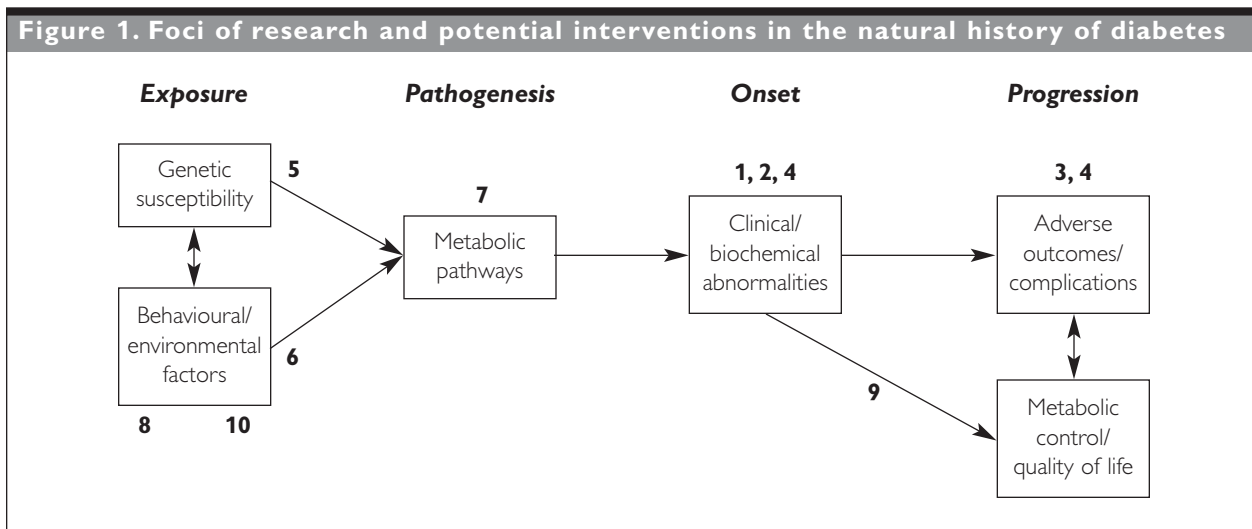 Figure 1. Foci of research and potential interventions in the natural history of diabetes
Exposure
Pathogenesis
Onset
Progression
Genetic
susceptibility
5
Behavioural/
environmental
factors
6
8
10
7
Metabolic
pathways
1, 2, 4
Clinical/
biochemical
abnormalities
9
3, 4
Adverse
outcomes/
complications
Metabolic
control/
quality of life